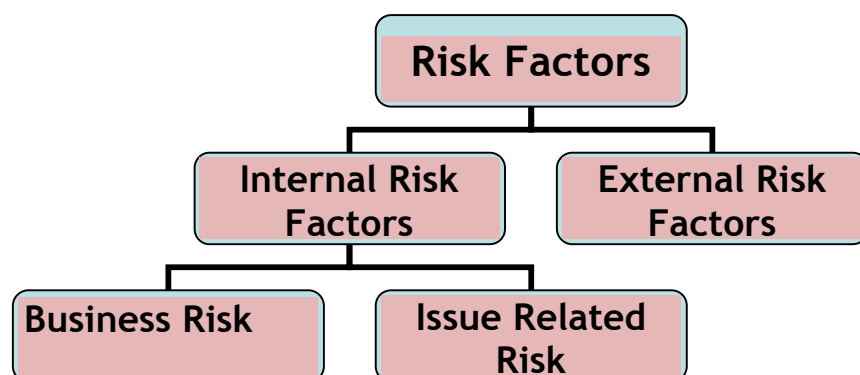 Risk Factors
Internal Risk
Factors
External Risk
Factors
Business Risk
Issue Related
Risk